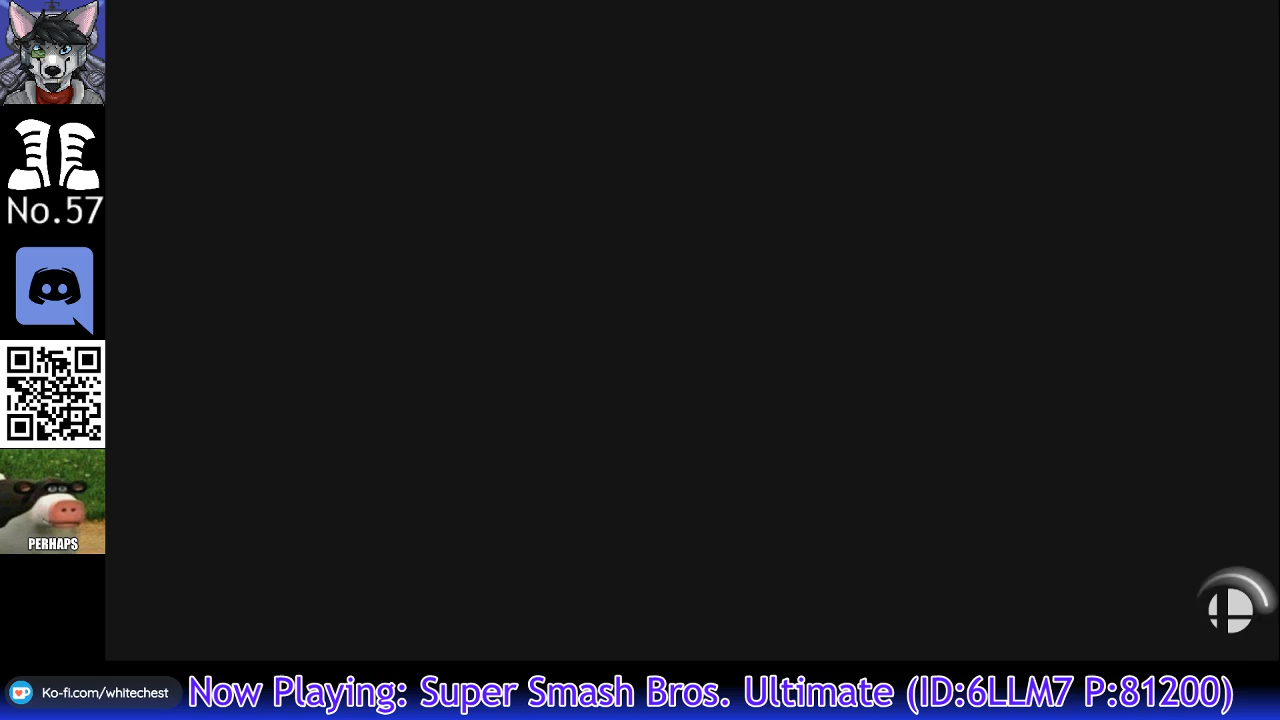 No.57
PERHAPS
Ko-fi.com/whitechest
Now Playing: Super Smash Bros. Ultimate (ID:6LLM7 P:81200)